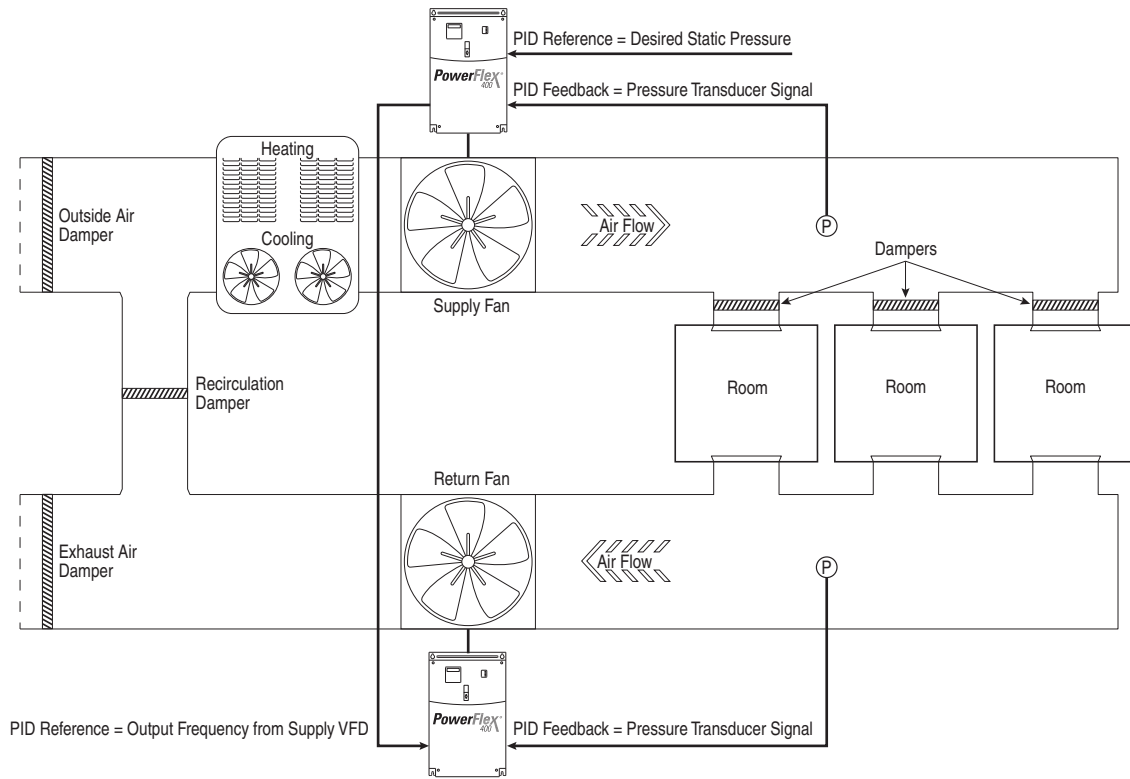 PID Reference = Desired Static Pressure
PowerFlex
400
PID Feedback = Pressure Transducer Signal
Heating
Outside Air
Damper
Cooling
Air Flow
P
Dampers
Supply Fan
Recirculation
Damper
Room
Room
Room
Return Fan
Exhaust Air
Damper
Air Flow
P
PID Reference = Output Frequency from Supply VFD
PowerFlex
400
PID Feedback = Pressure Transducer Signal